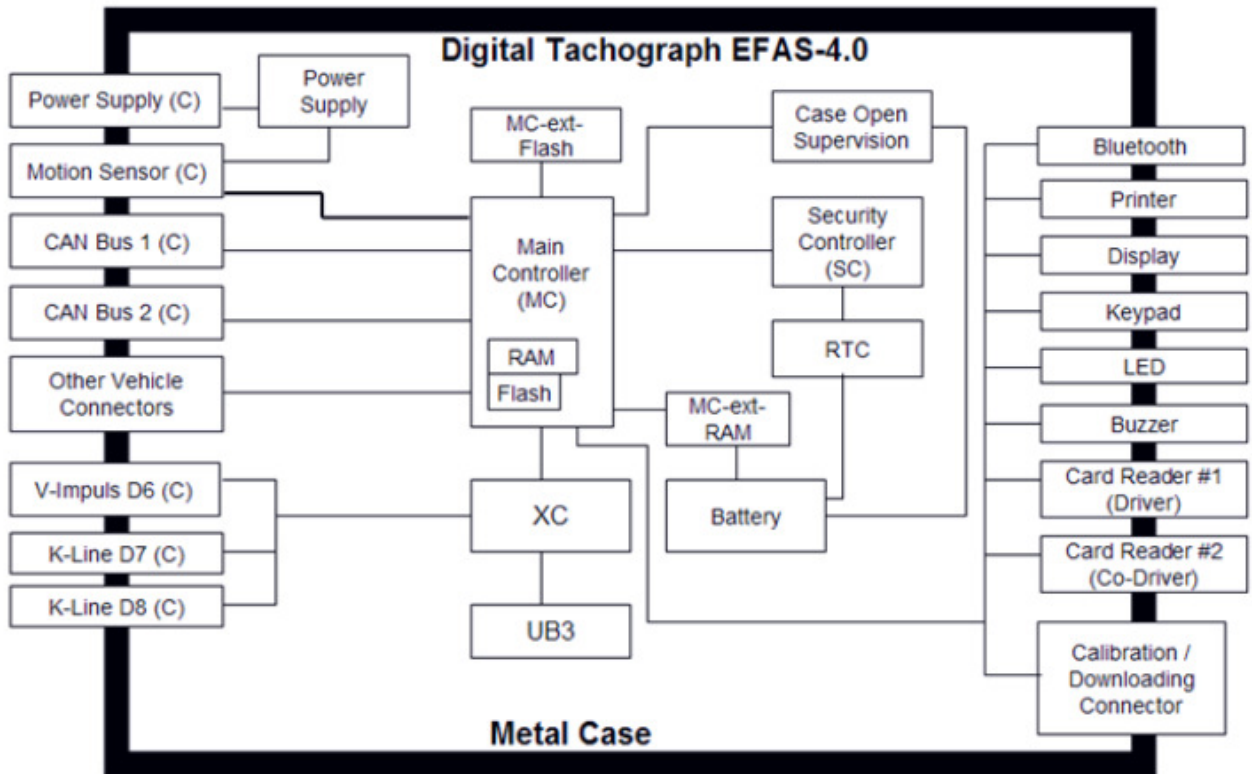 Digital Tachograph EFAS-4.0
Power Supply (C)
Motion Sensor (C)
CAN Bus 1 (C)
CAN Bus 2 (C)
Other Vehicle
Connectors
V-Impuls D6 (C)
K-Line D7 (C)
K-Line D8 (C)
Power
Supply
MC-ext-
Flash
Main
Controller
(MC)
RAM
Flash
XC
UB3
Case Open
Supervision
Security
Controller
(SC)
RTC
MC-ext-
RAM
Battery
Bluetooth
Printer
Display
Keypad
LED
Buzzer
Card Reader #1
(Driver)
Card Reader #2
(Co-Driver)
Calibration /
Downloading
Connector
Metal Case